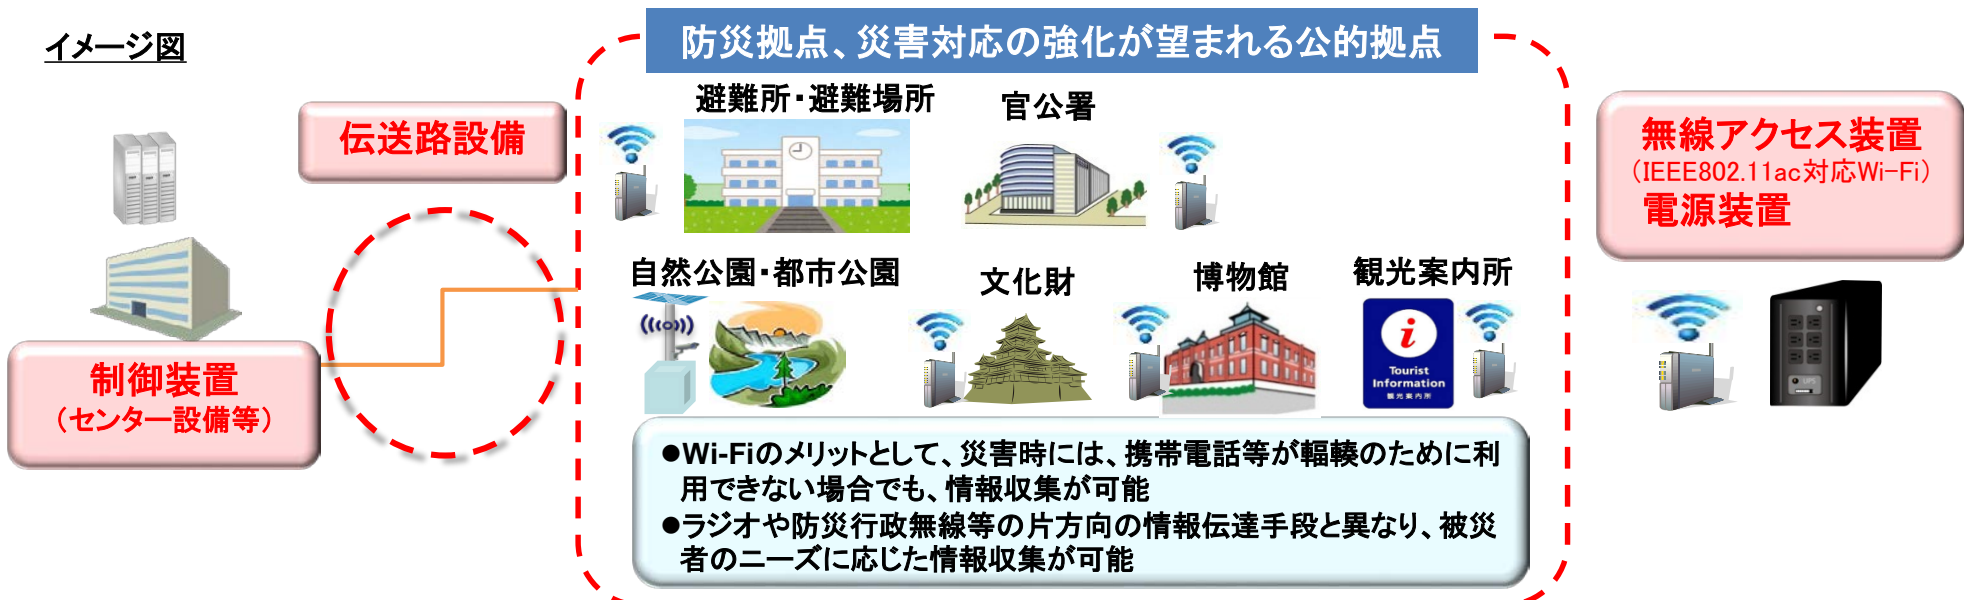 イメージ図
防災拠点、災害対応の強化が望まれる公的拠点
伝送路設備
避難所・避難場所
官公署
無線アクセス装置
（IEEE802.11ac対応Wi-Fi）
電源装置
自然公園・都市公園
文化財
博物館
観光案内所
i
Tourist
Information
観光案内所
制御装置
（センター設備等）
●Wi-Fiのメリットとして、災害時には、携帯電話等が輻輳のために利
用できない場合でも、情報収集が可能
●ラジオや防災行政無線等の片方向の情報伝達手段と異なり、被災
者のニーズに応じた情報収集が可能
UPS